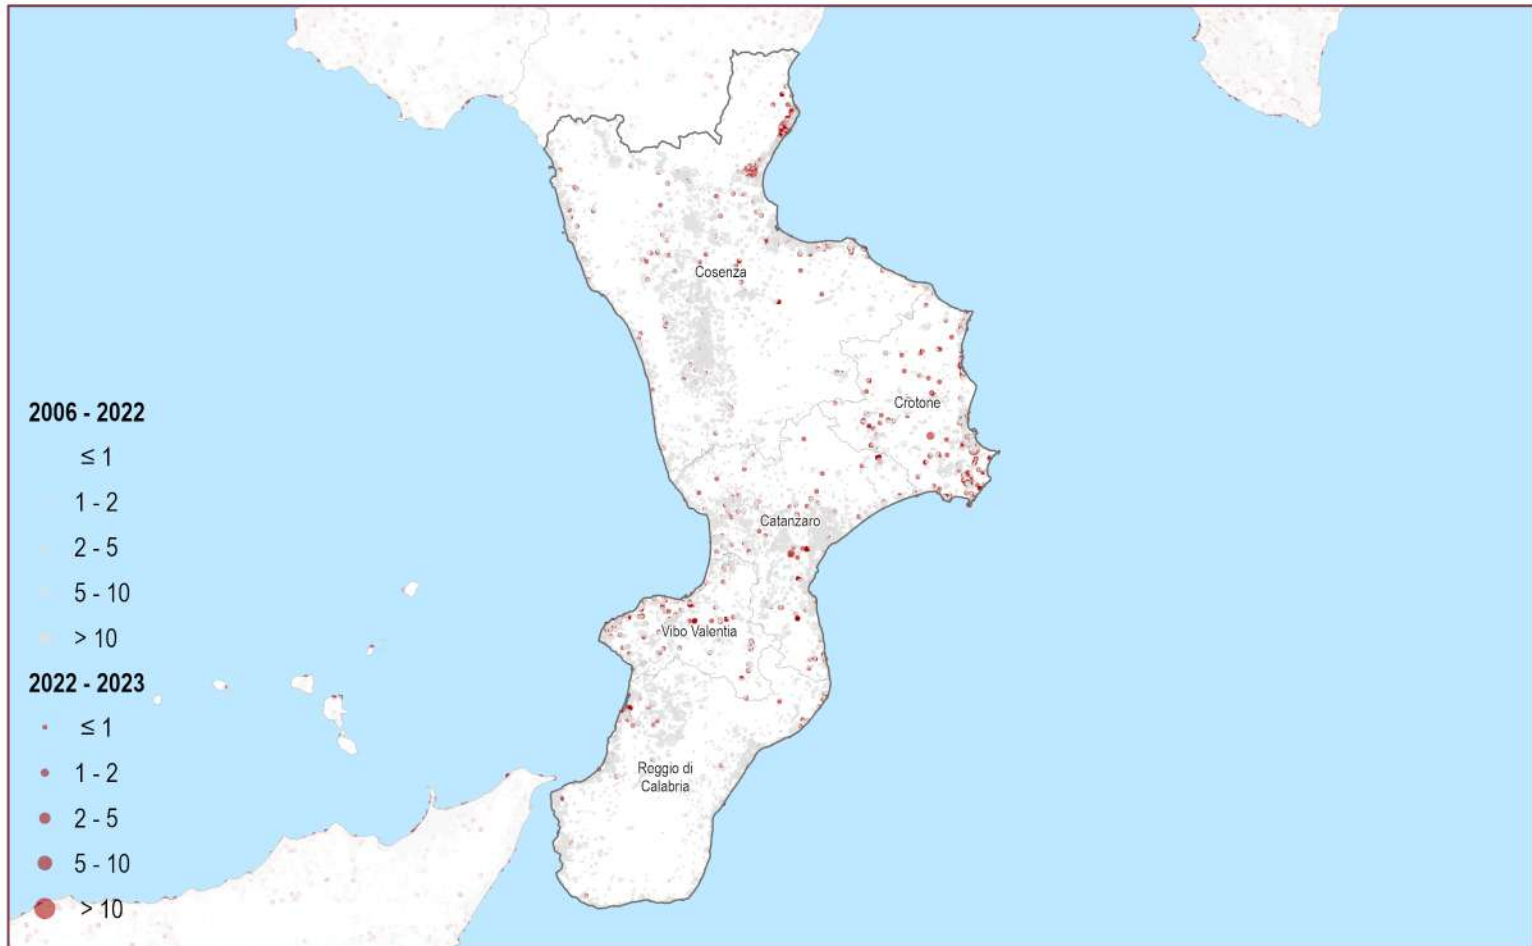 Cosenza
Crotone
Catanzaro
Vibo Valentia
Reggio di
Calabria
2006 - 2022
≤ 1
1 - 2
2 - 5
5 - 10
> 10
2022 - 2023
≤ 1
1 - 2
2 - 5
5 - 10
> 10